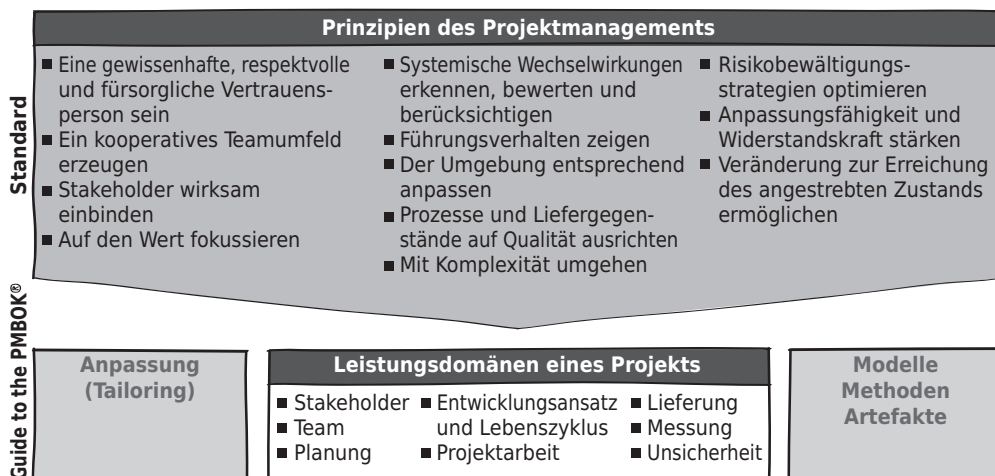 Prinzipien des Projektmanagements
Standard
■ Eine gewissenhafte, respektvolle
und fürsorgliche Vertrauens-
person sein
■ Ein kooperatives Teamumfeld
erzeugen
■ Stakeholder wirksam
einbinden
■ Auf den Wert fokussieren
■ Systemische Wechselwirkungen
erkennen, bewerten und
berücksichtigen
■ Führungsverhalten zeigen
■ Der Umgebung entsprechend
anpassen
■ Prozesse und Liefergegen-
stände auf Qualität ausrichten
■ Mit Komplexität umgehen
■ Risikobewältigungs-
strategien optimieren
■ Anpassungsfähigkeit und
Widerstandskraft stärken
■ Veränderung zur Erreichung
des angestrebten Zustands
ermöglichen
Guide to the PMBOK®
Anpassung
(Tailoring)
Leistungsdomänen eines Projekts
■ Stakeholder
■ Team
■ Planung
■ Entwicklungsansatz
und Lebenszyklus
■ Projektarbeit
■ Lieferung
■ Messung
■ Unsicherheit
Modelle
Methoden
Artefakte